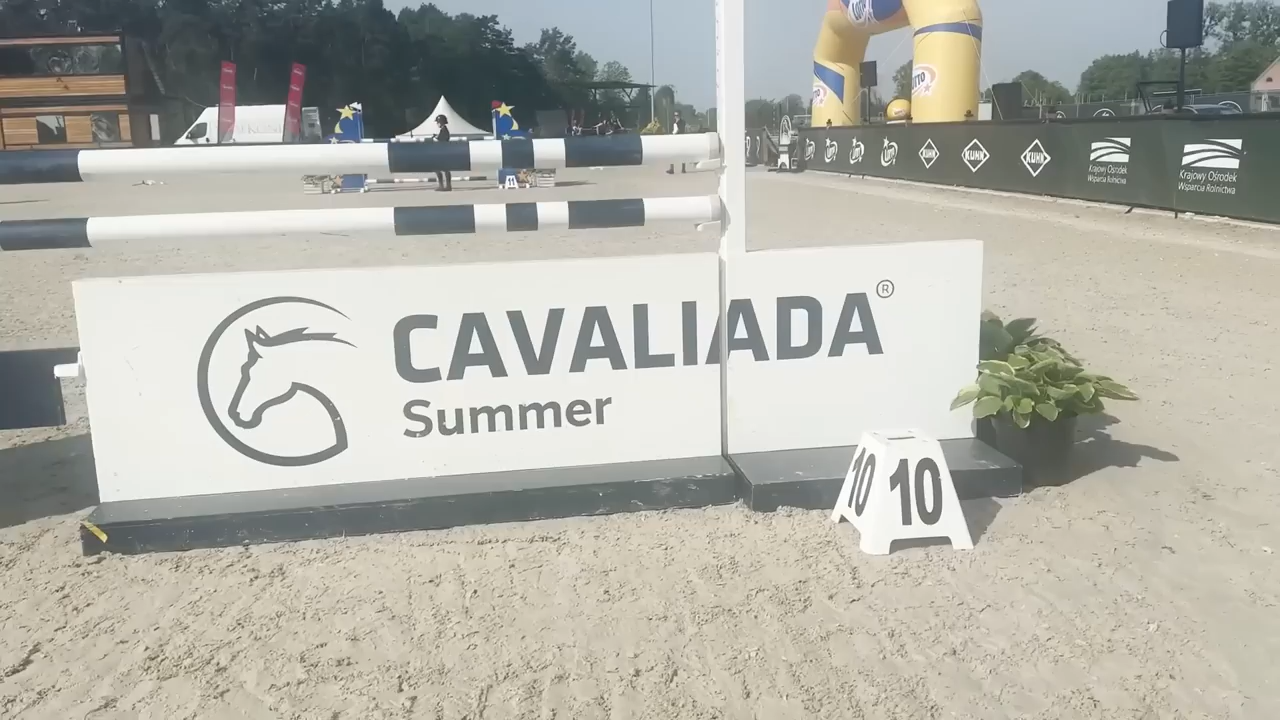 CAVALIADA®
Summer
10
10
KUHN
KUHN
KUHN
Krajowy Ośrodek
Wsparcia Rolnictwa
Krajowy Ośrodek
Wsparcia Rolnictwa